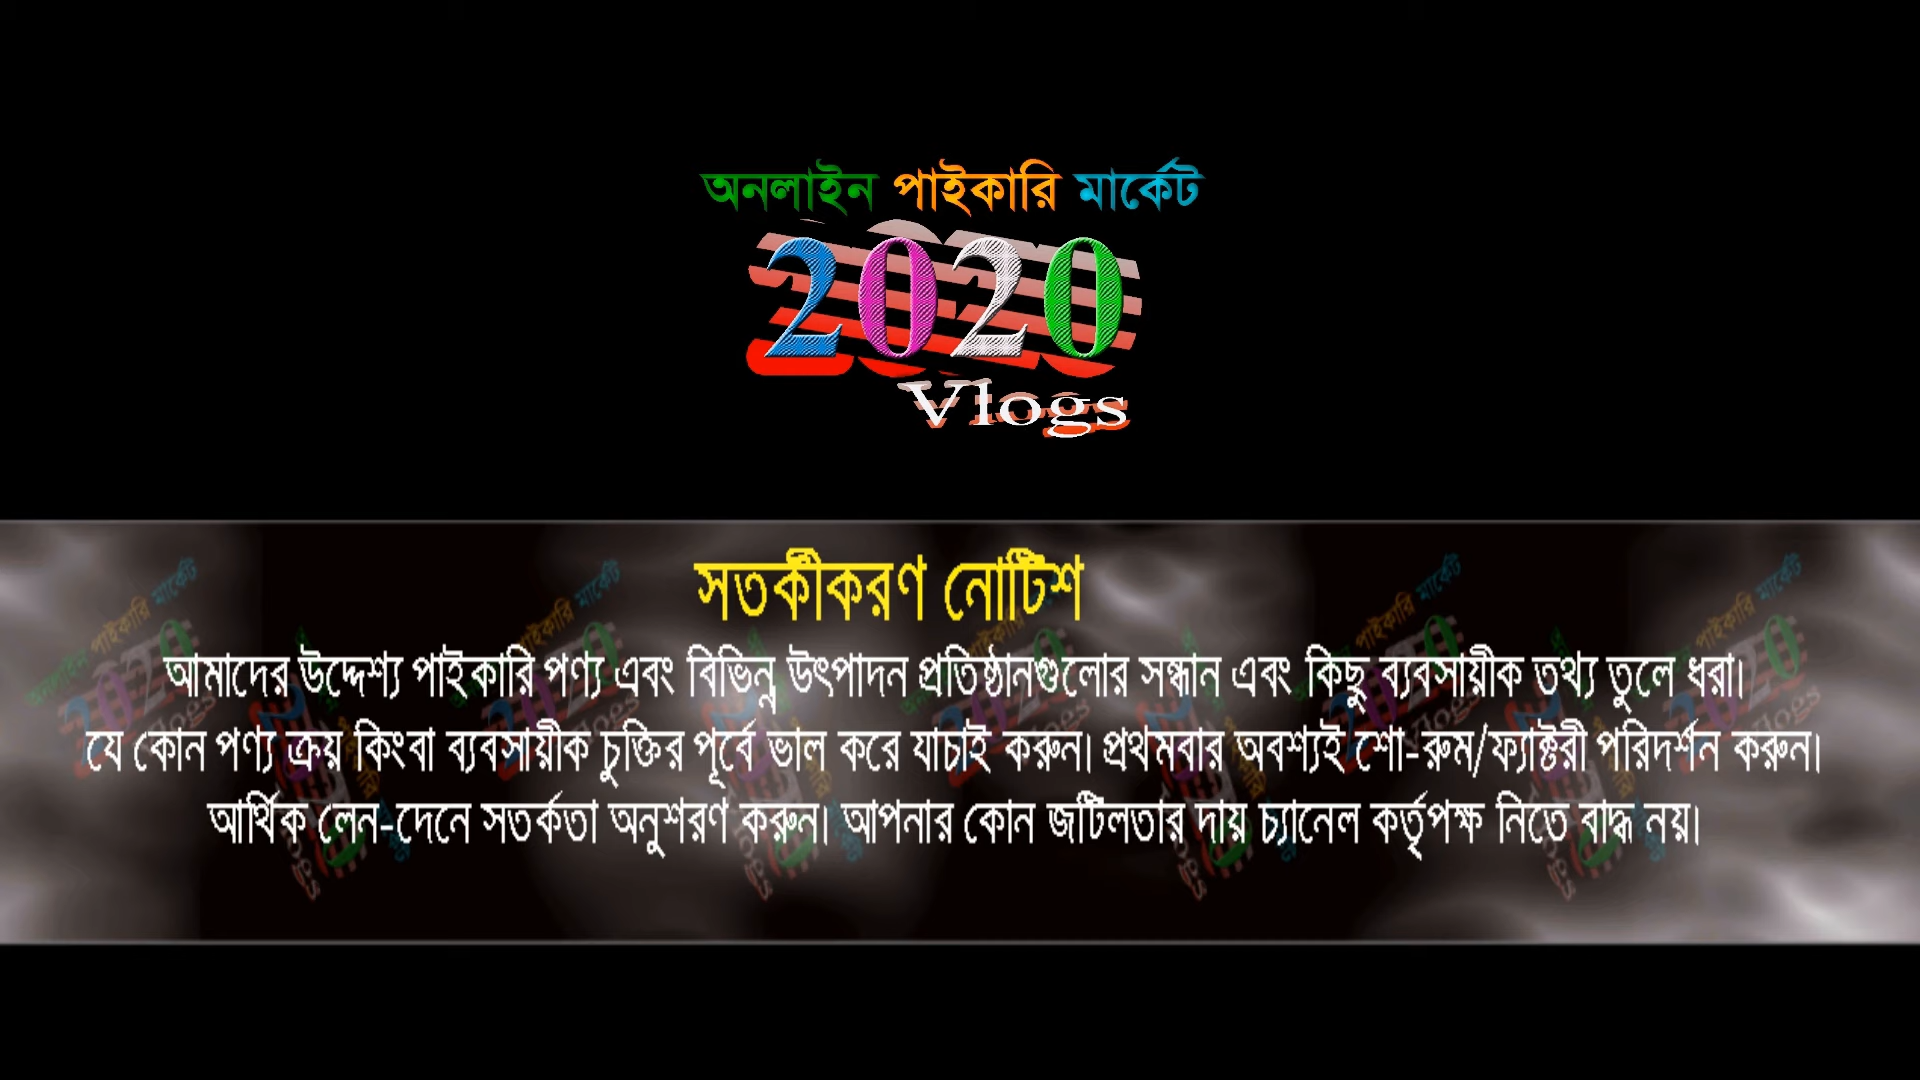 অনলাইন পাইকারি মার্কেট
2020
Vlogs
সতর্কীকরণ নোটিশ
আমাদের উদ্দেশ্য পাইকারি পণ্য এবং বিভিন্ন উৎপাদন প্রতিষ্ঠানগুলোর সন্ধান এবং কিছু ব্যবসায়ীক তথ্য তুলে ধরা।
যে কোন পণ্য ক্রয় কিংবা ব্যবসায়ীক চুক্তির পূর্বে ভাল করে যাচাই করুন। প্রথমবার অবশ্যই শো-রুম/ফ্যাক্টরী পরিদর্শন করুন।
আর্থিক লেন-দেনে সতর্কতা অনুশরণ করুন। আপনার কোন জটিলতার দায় চ্যানেল কর্তৃপক্ষ নিতে বাদ্ধ নয়।